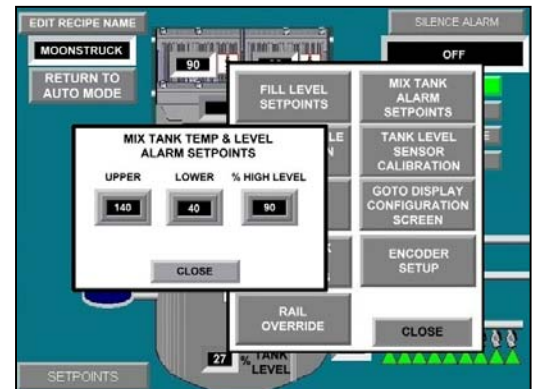 EDIT RECIPE NAME
MOONSTRUCK
RETURN TO
AUTO MODE
90
SILENCE ALARM
OFF
FILL LEVEL
SETPOINTS
MIX TANK
ALARM
SETPOINTS
TANK LEVEL
SENSOR
CALIBRATION
GOTO DISPLAY
CONFIGURATION
SCREEN
ENCODER
SETUP
RAIL
OVERRIDE
CLOSE
MIX TANK TEMP &
LEVEL
ALARM SETPOINTS
UPPER LOWER % HIGH LEVEL
140 40 90
CLOSE
27 % TANK
LEVEL
SETPOINTS